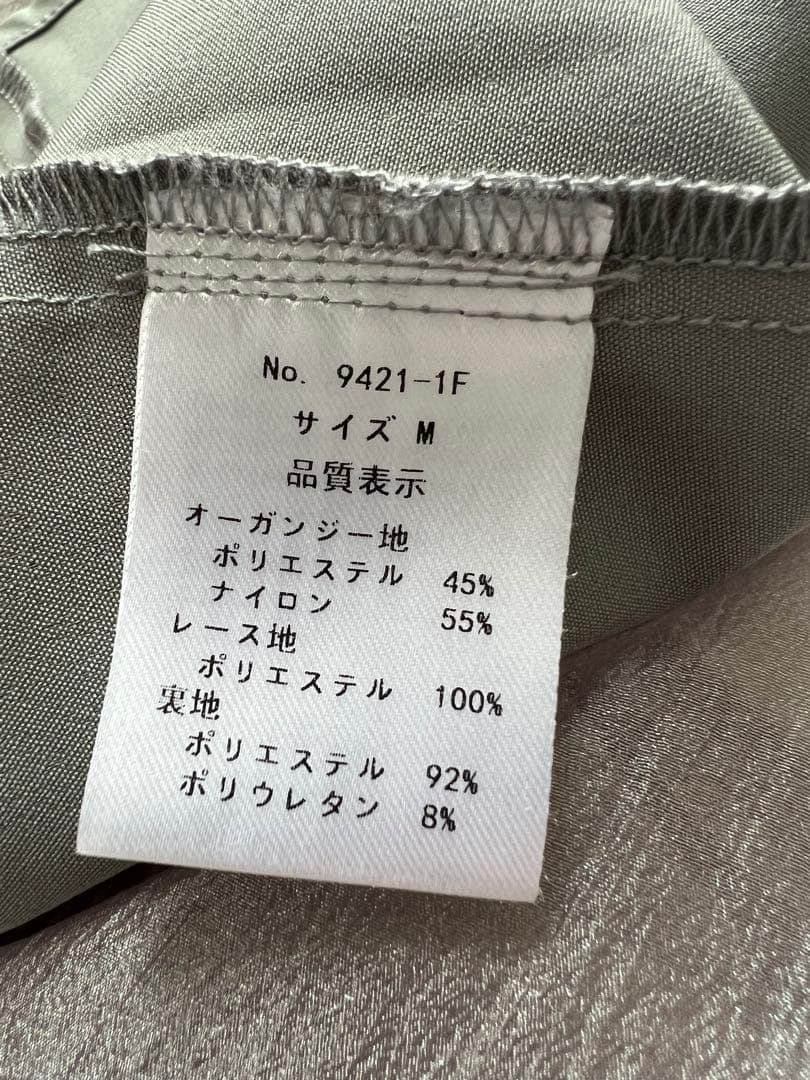 No. 9421-1F
サイズ M
品質表示
オーガンジー地
ポリエステル 45%
ナイロン 55%
レース地
ポリエステル 100%
裏地
ポリエステル 92%
ポリウレタン 8%